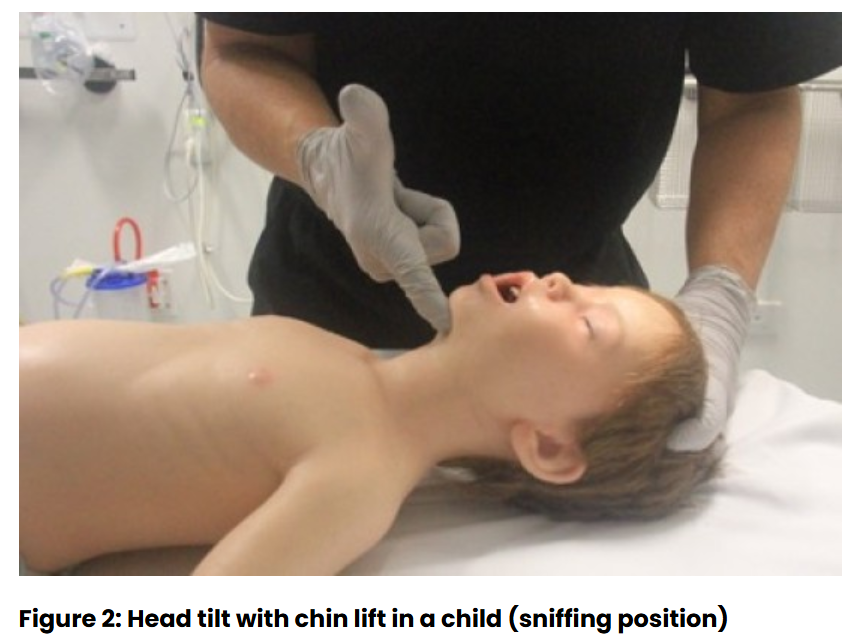 Figure 2: Head tilt with chin lift in a child (sniffing position)